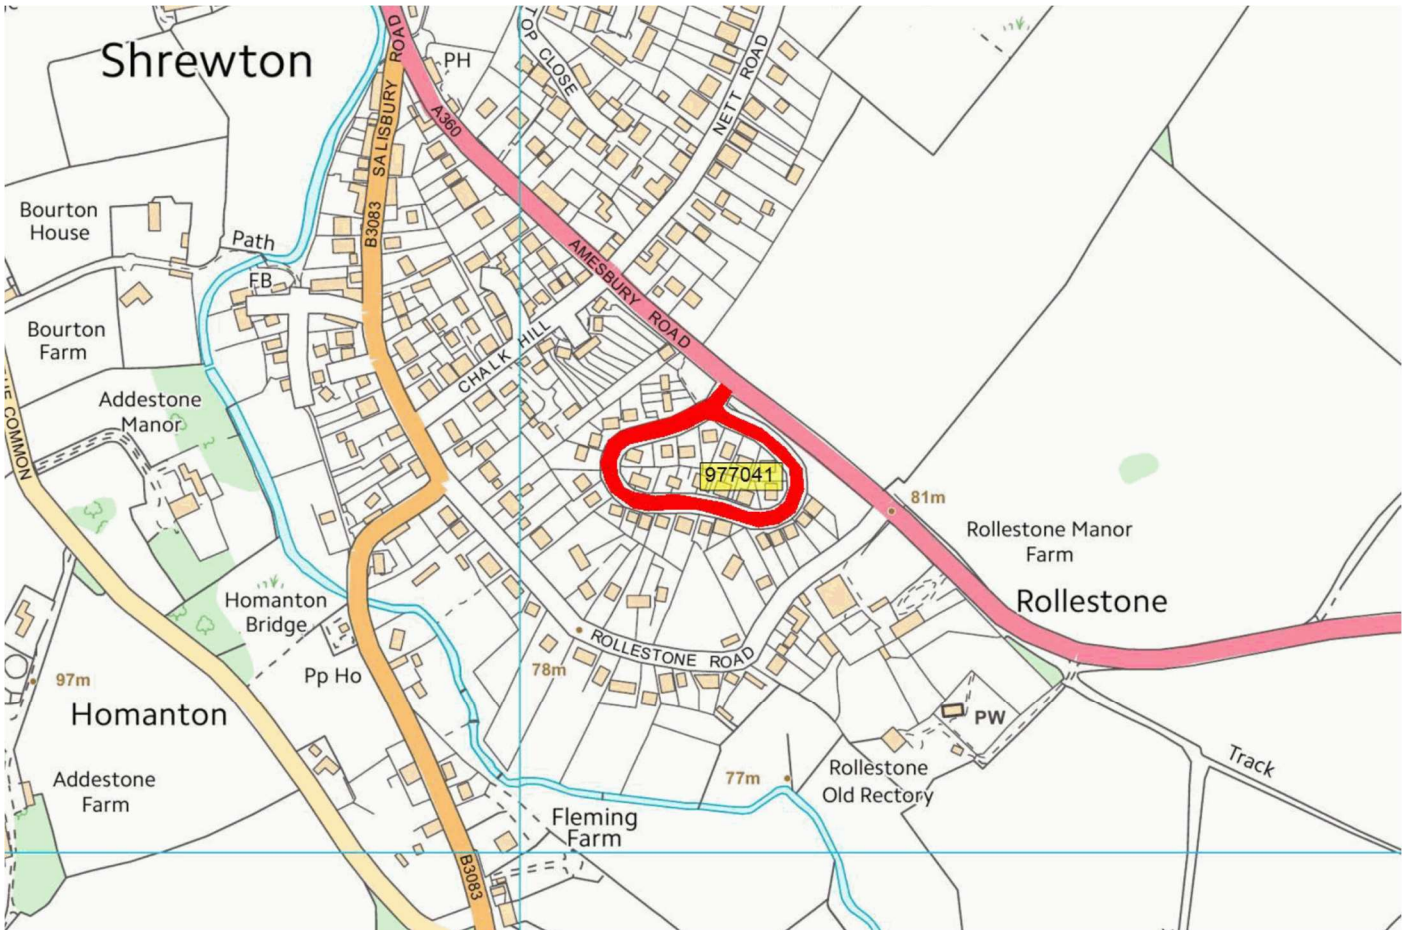 Shrewton
ROAD
PH
TOP CLOSE
NETT ROAD
A360
SALISBURY
B3083
Bourton
House
Path
FB
AMESBURY ROAD
Bourton
Farm
CHALK HILL
THE COMMON
Addestone
Manor
977041
81m
Rollestone Manor
Farm
Homanton
Bridge
Rollestone
ROLLESTONE ROAD
78m
97m
Pp Ho
Homanton
PW
Track
Addestone
Farm
77m
Rollestone
Old Rectory
Fleming
Farm
B3083